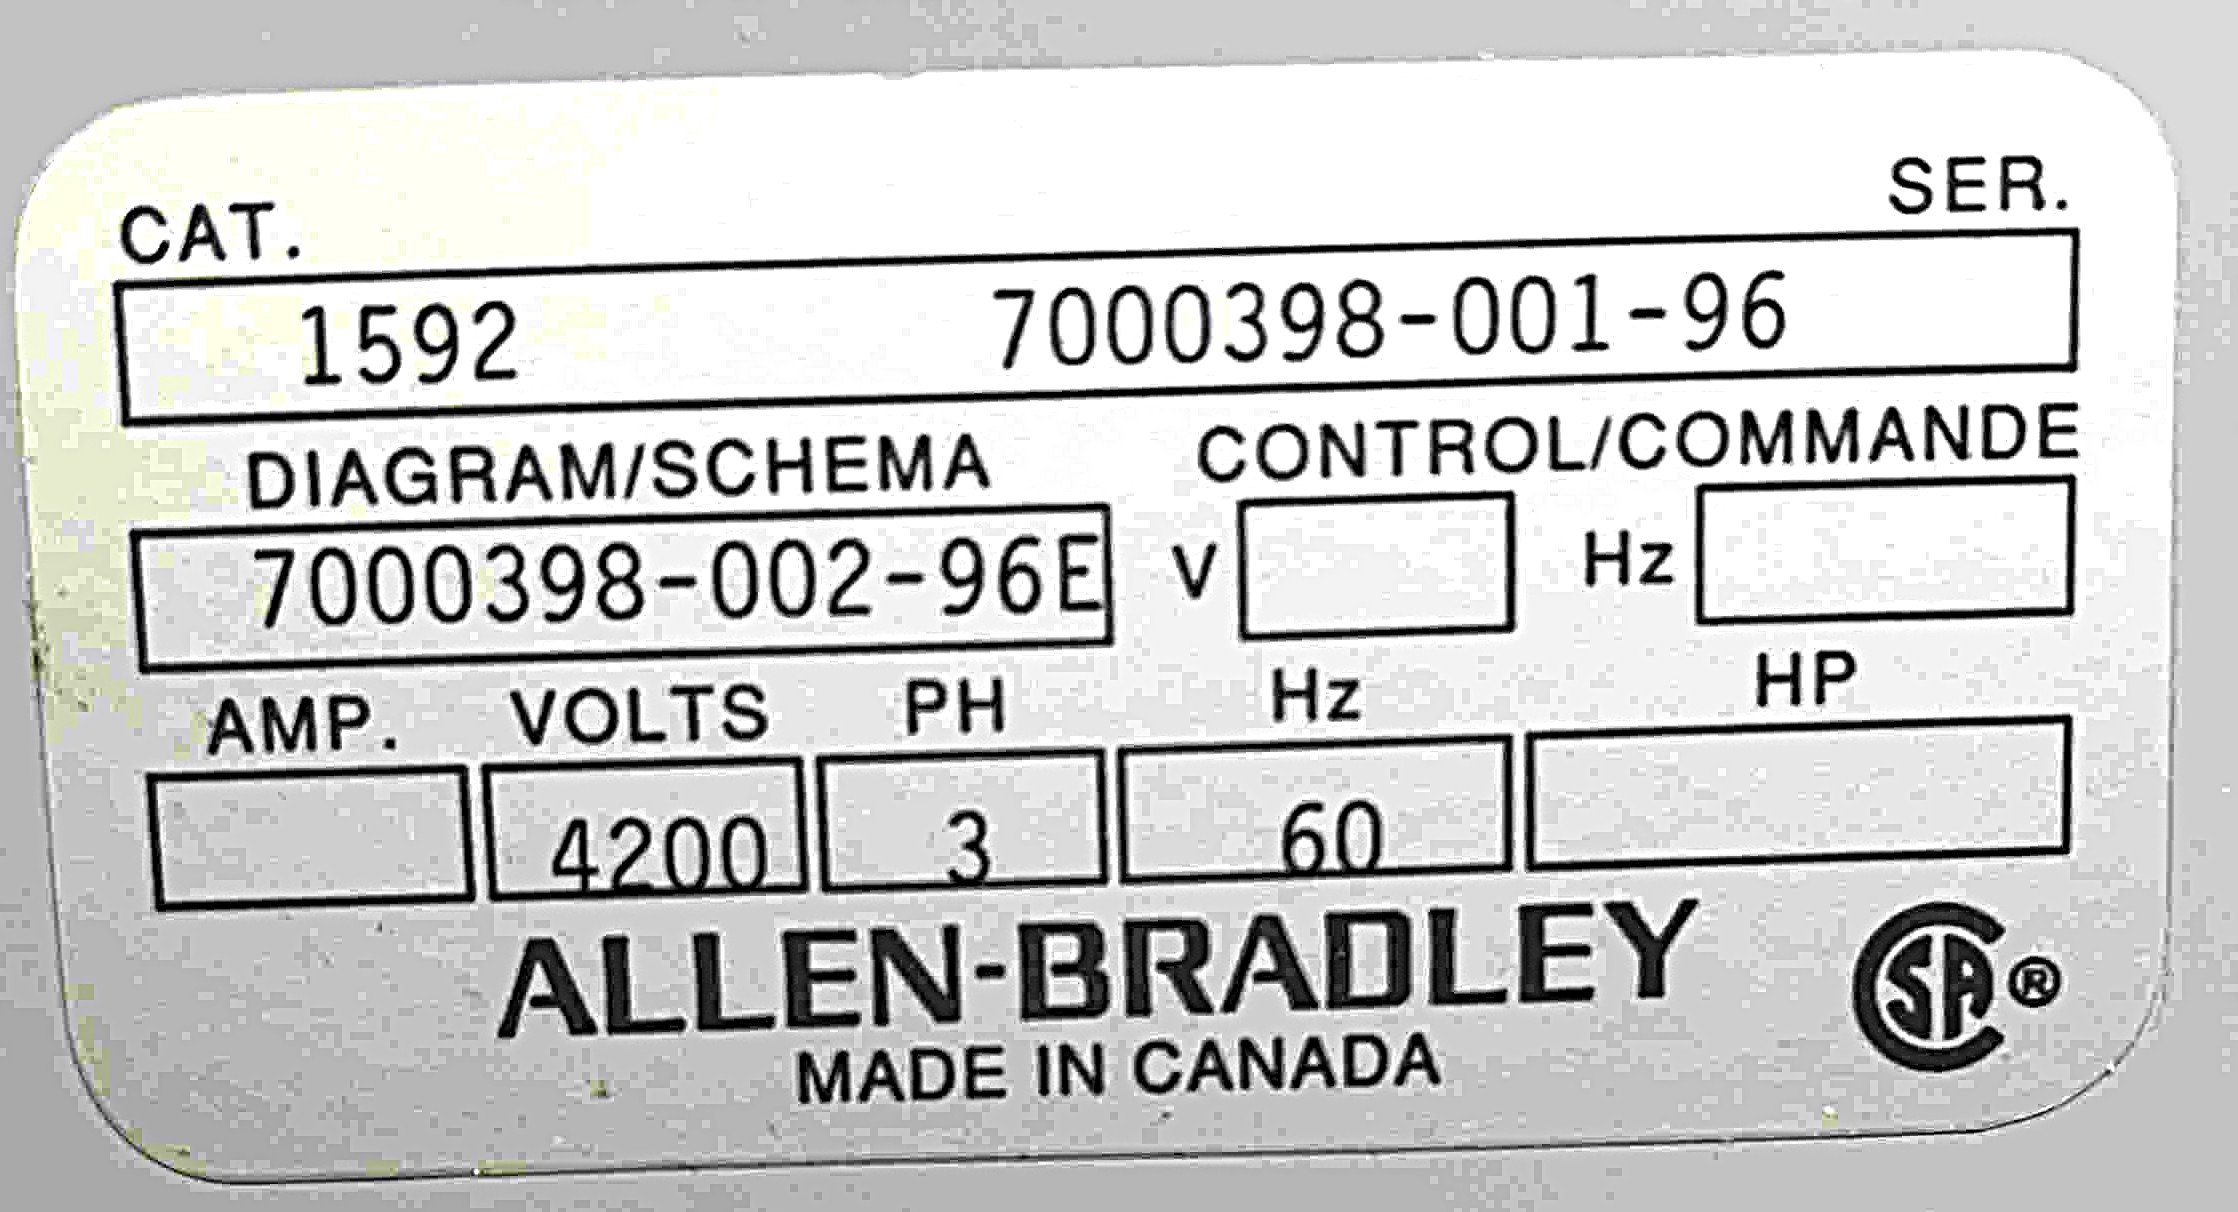 CAT. SER.
1592 7000398-001-96
DIAGRAM/SCHEMA CONTROL/COMMANDE
7000398-002-96E V Hz
AMP. VOLTS PH Hz HP
4200 3 60
ALLEN-BRADLEY
MADE IN CANADA
CSA ®